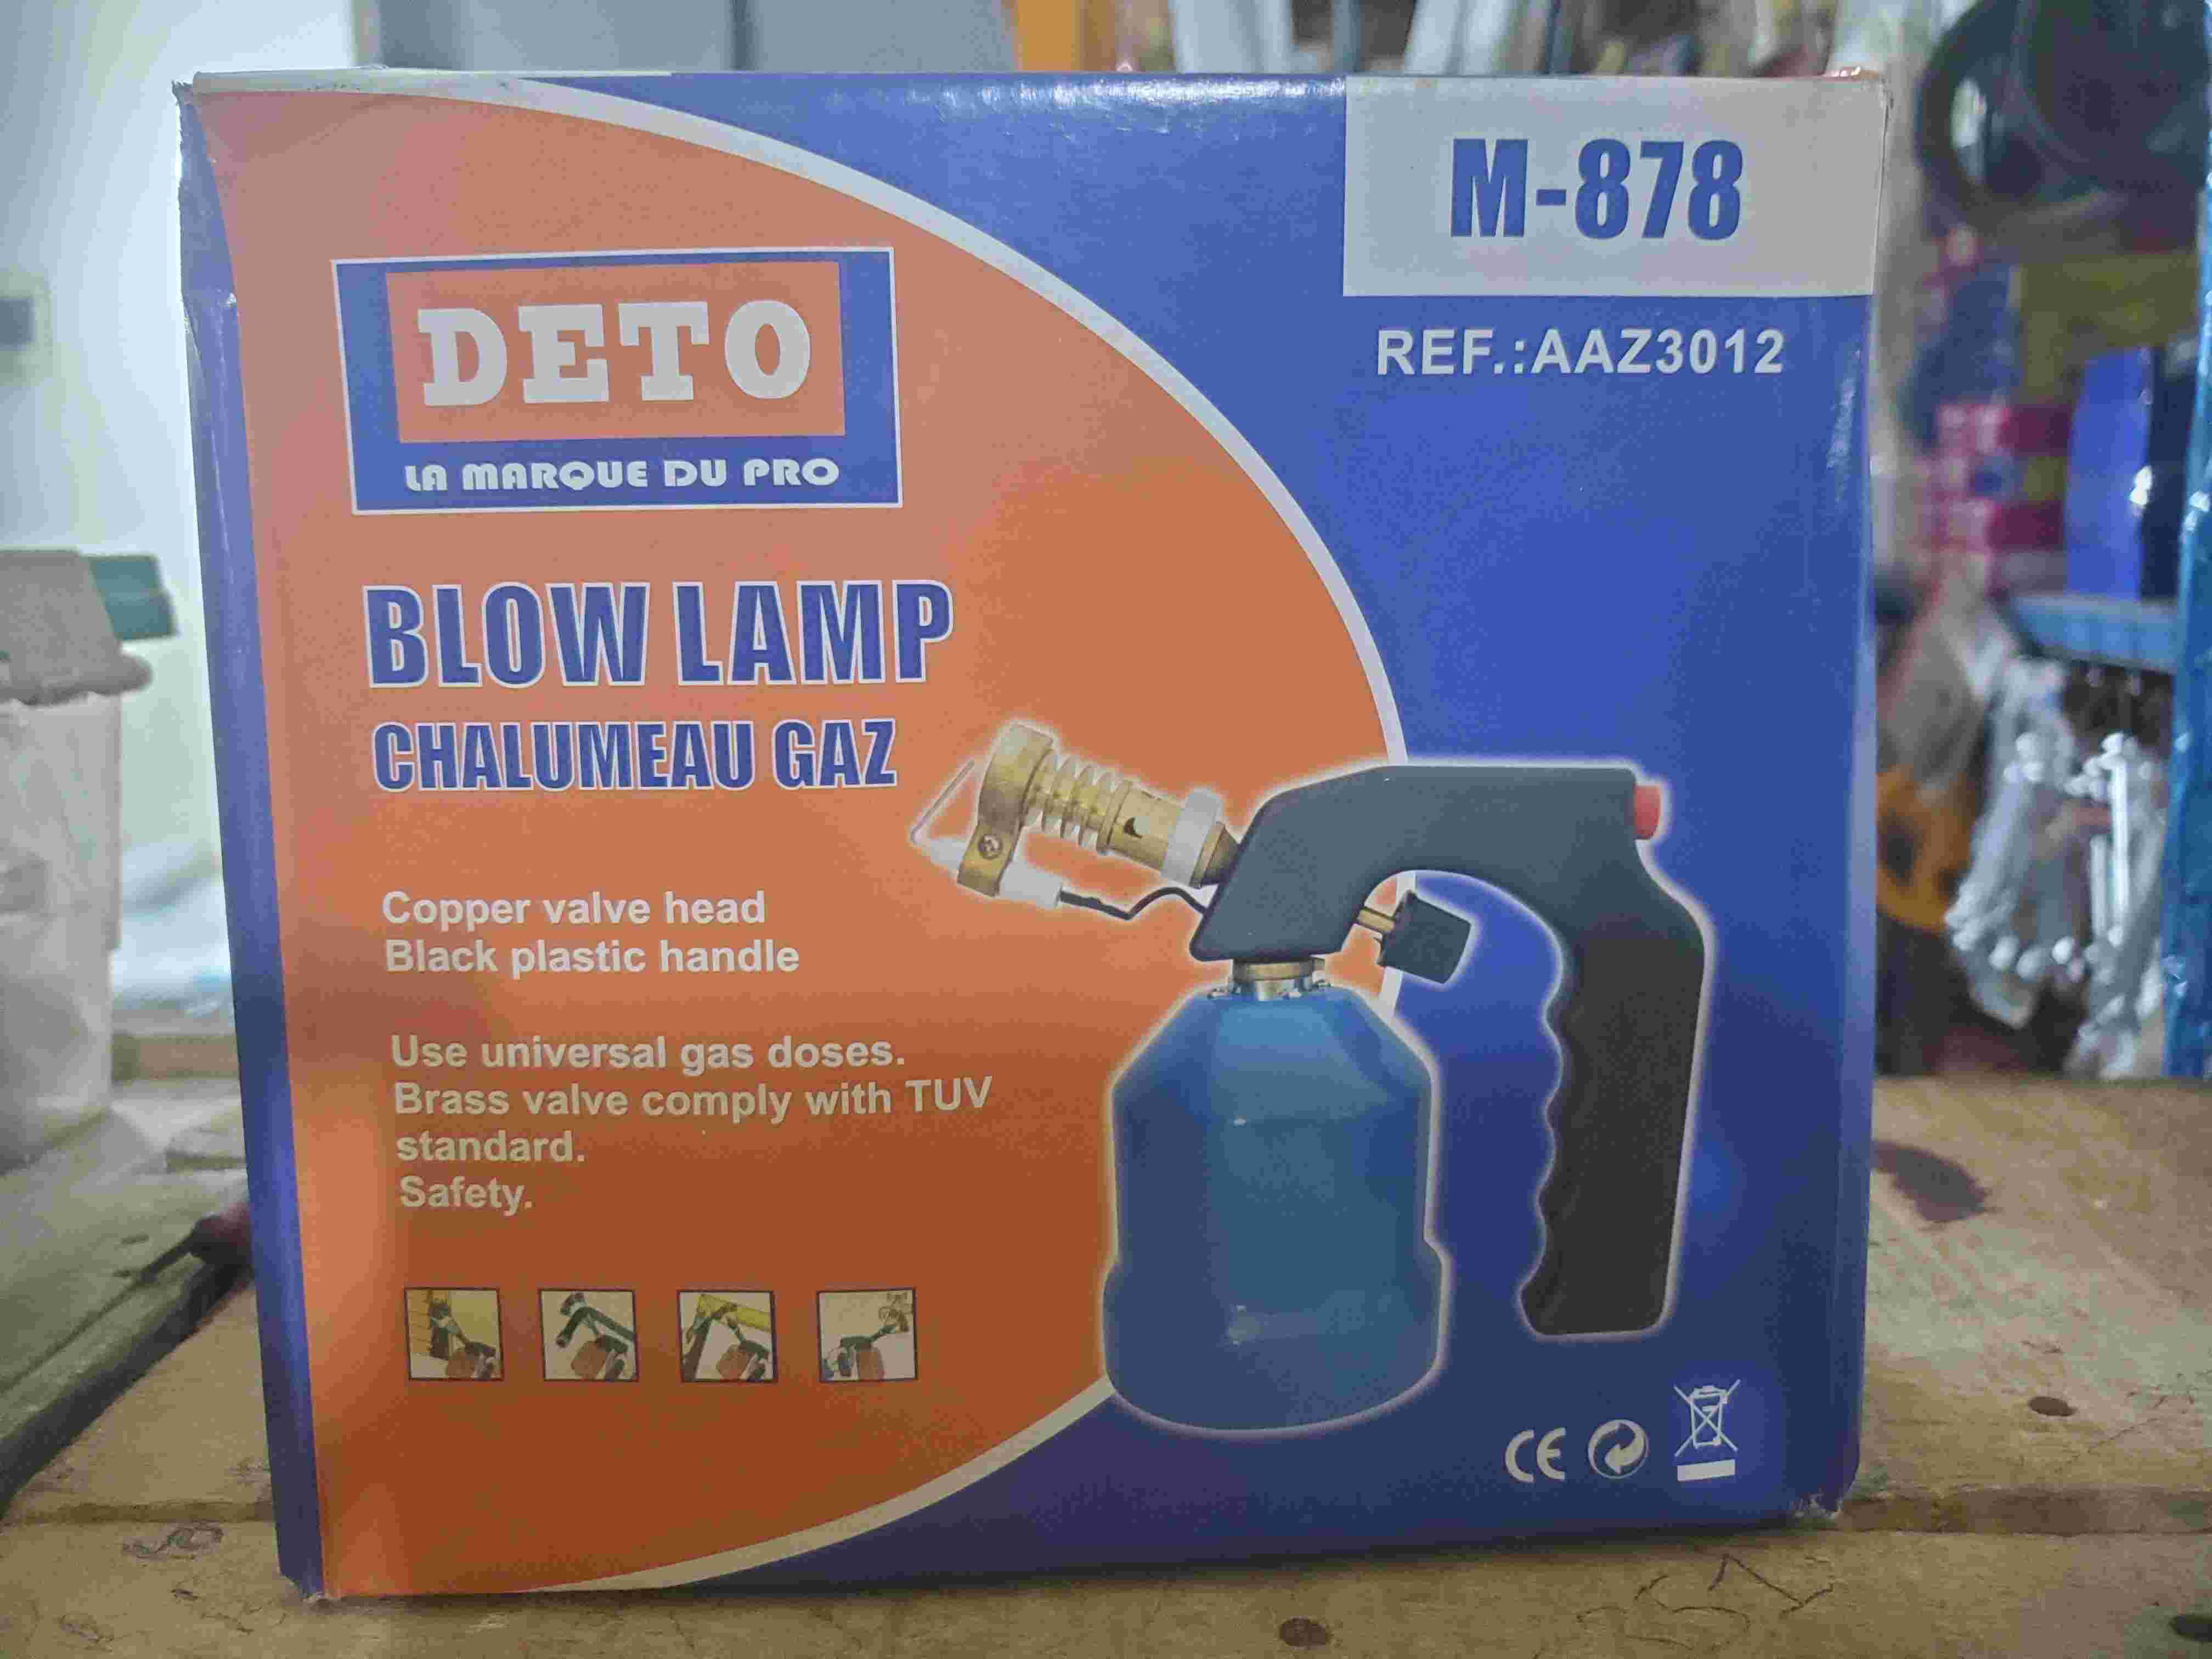 M-878
REF.:AAZ3012
DETO
LA MARQUE DU PRO
BLOW LAMP
CHALUMEAU GAZ
Copper valve head
Black plastic handle
Use universal gas doses.
Brass valve comply with TUV
standard.
Safety.
CE